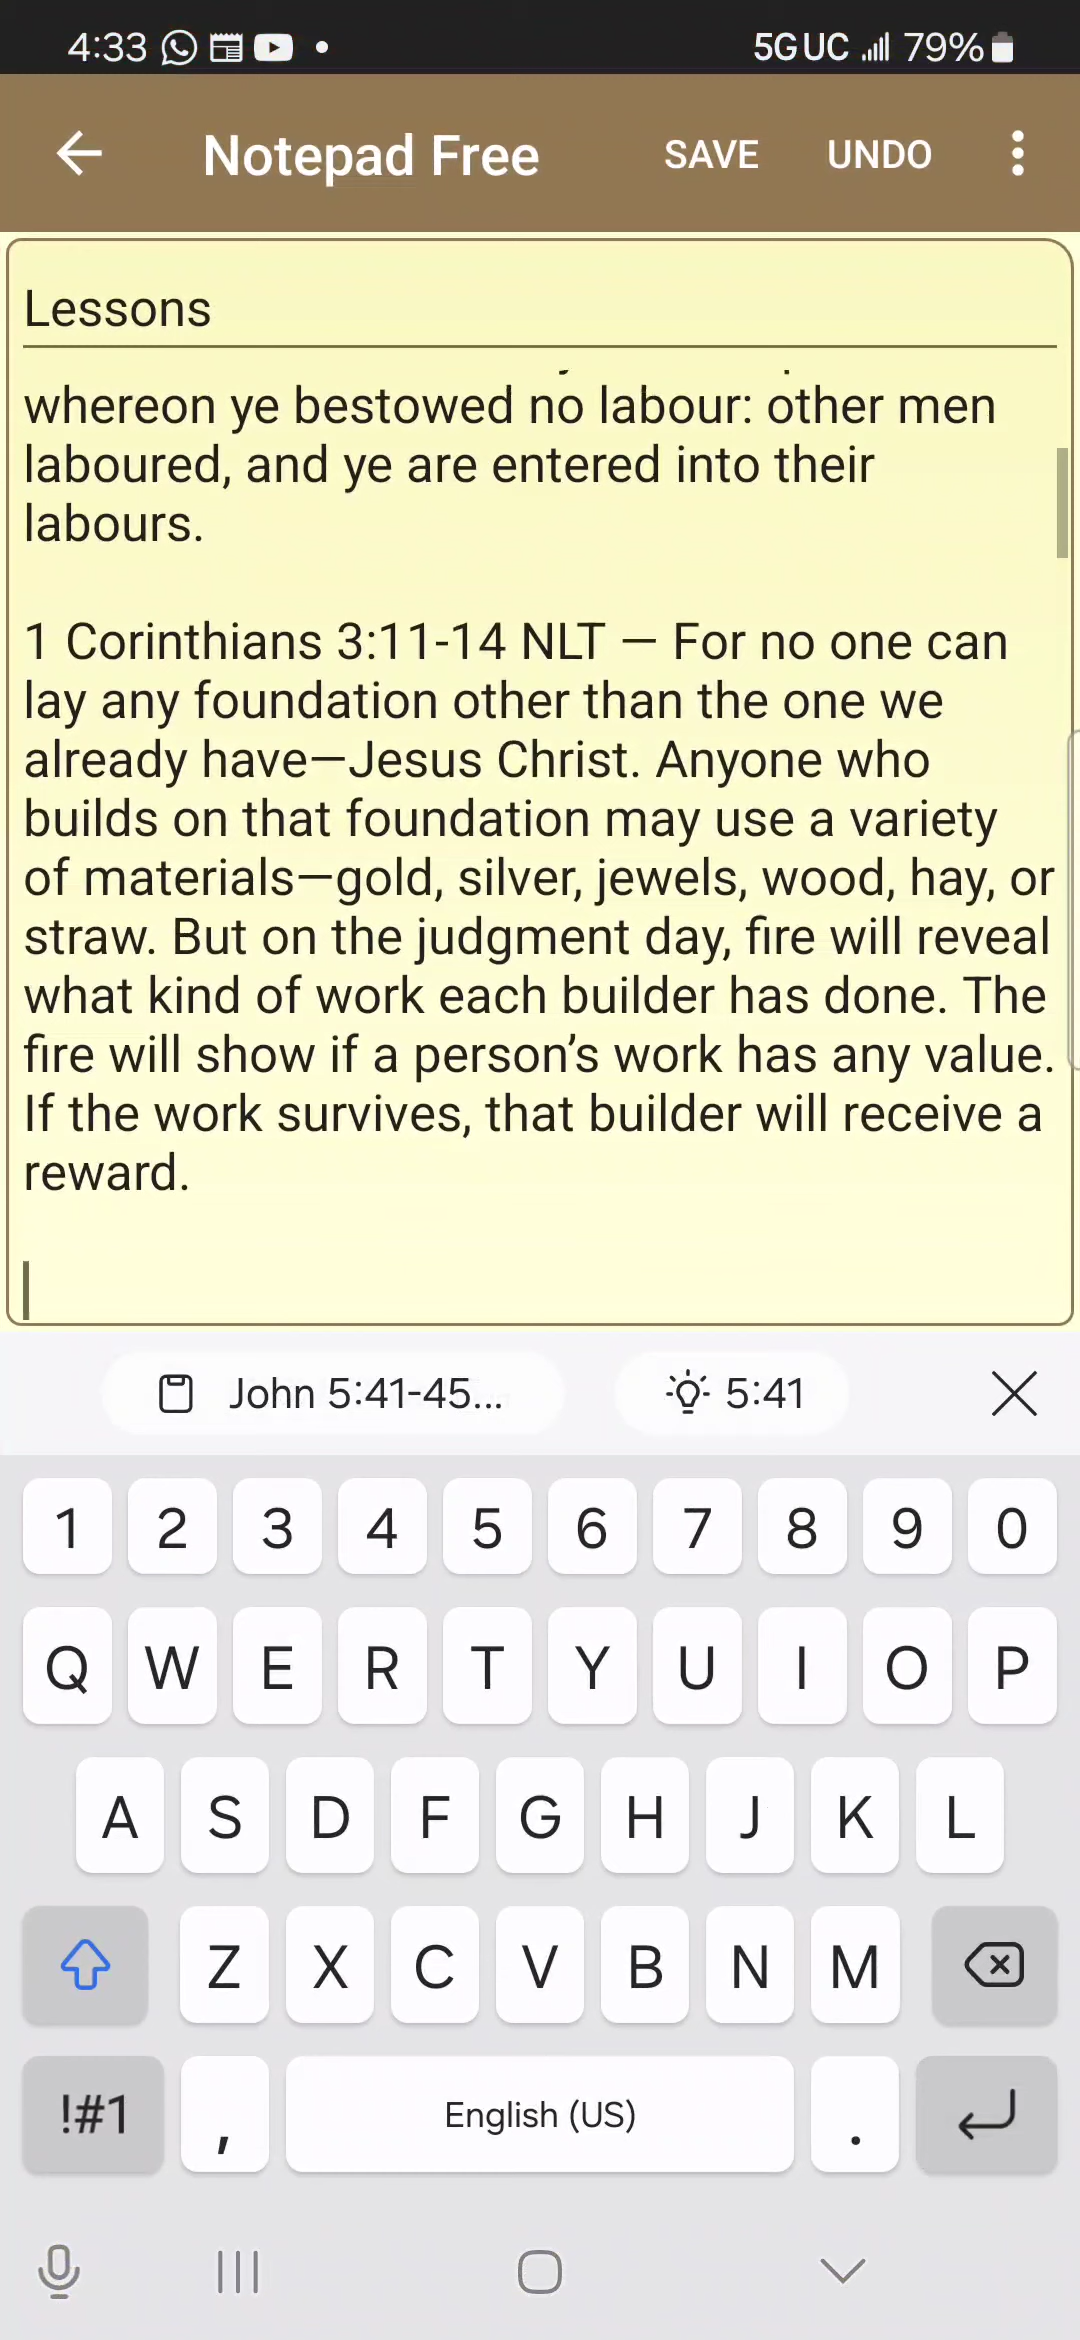 4:33 5G UC 79%
Notepad Free SAVE UNDO
Lessons
whereon ye bestowed no labour: other men
laboured, and ye are entered into their
labours.
1 Corinthians 3:11-14 NLT — For no one can
lay any foundation other than the one we
already have—Jesus Christ. Anyone who
builds on that foundation may use a variety
of materials—gold, silver, jewels, wood, hay, or
straw. But on the judgment day, fire will reveal
what kind of work each builder has done. The
fire will show if a person’s work has any value.
If the work survives, that builder will receive a
reward.
John 5:41-45... 5:41
1 2 3 4 5 6 7 8 9 0
Q W E R T Y U I O P
A S D F G H J K L
Z X C V B N M
!#1 , English (US) .